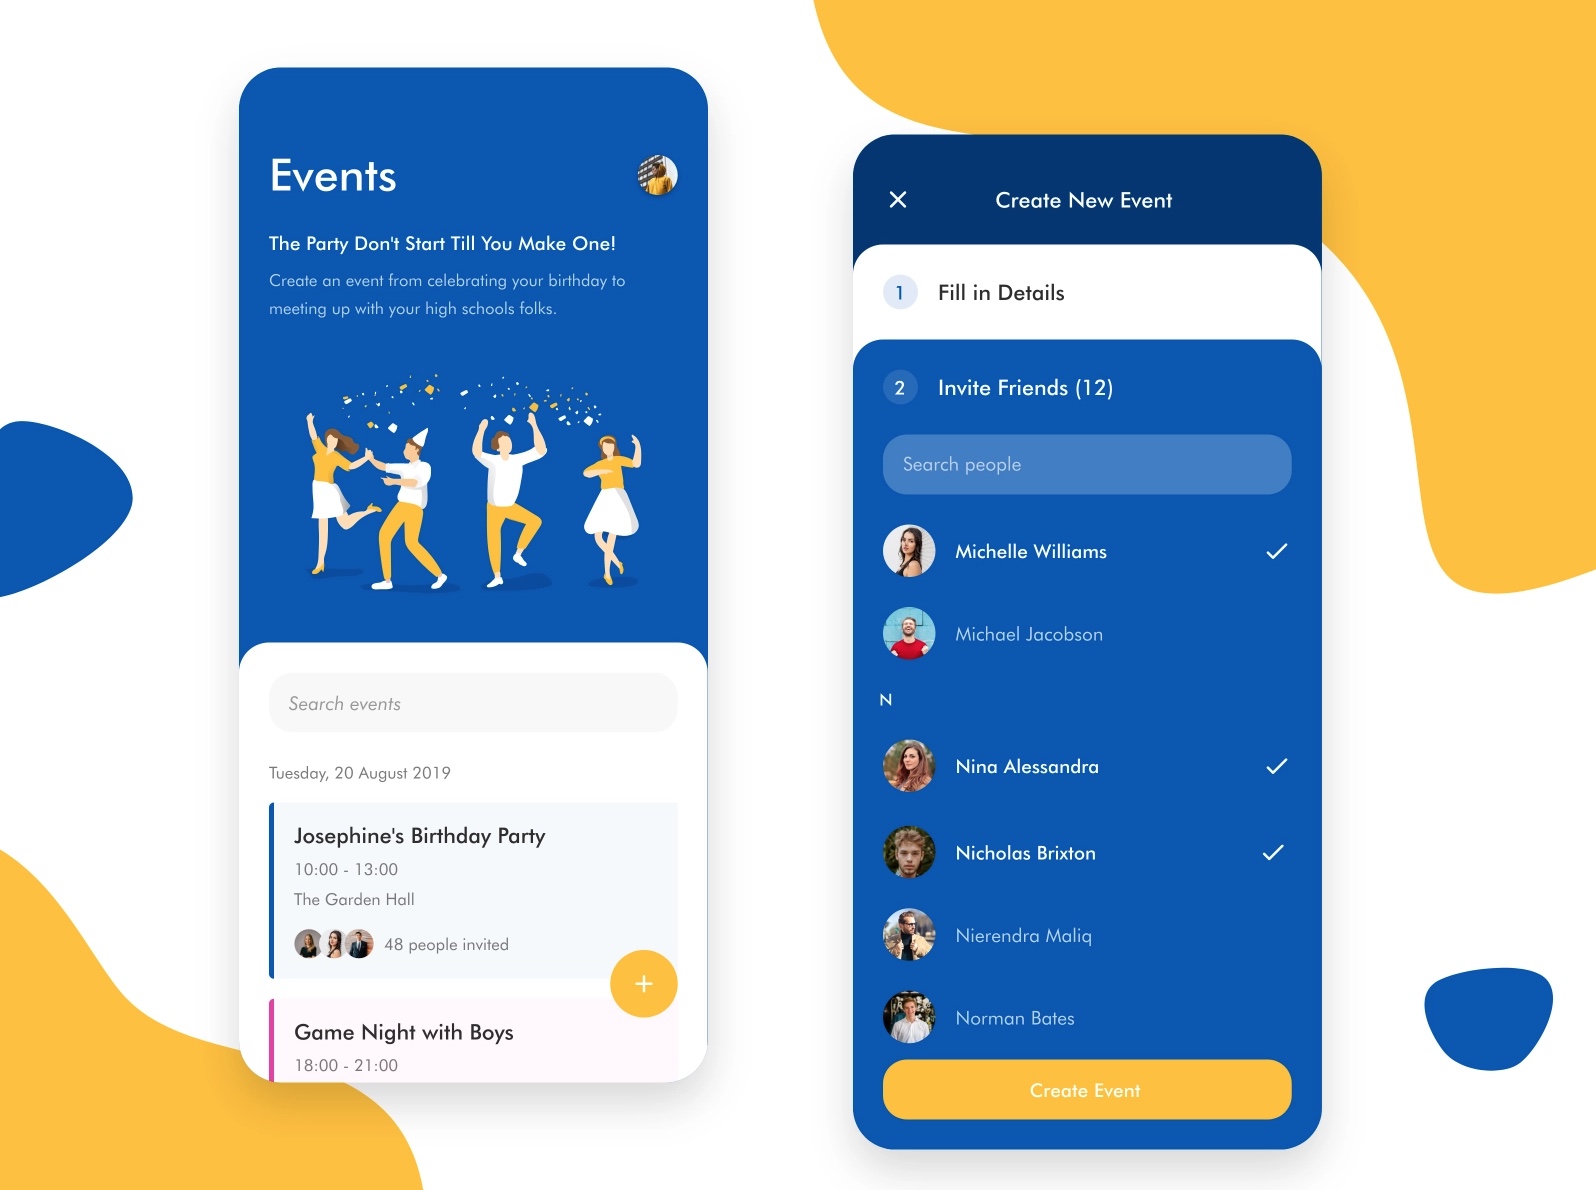 Events
The Party Don't Start Till You Make One!
Create an event from celebrating your birthday to
meeting up with your high schools folks.
Search events
Tuesday, 20 August 2019
Josephine's Birthday Party
10:00 - 13:00
The Garden Hall
48 people invited
+
Game Night with Boys
18:00 - 21:00
Create New Event
1 Fill in Details
2 Invite Friends (12)
Search people
Michelle Williams
Michael Jacobson
N
Nina Alessandra
Nicholas Brixton
Nierendra Maliq
Norman Bates
Create Event